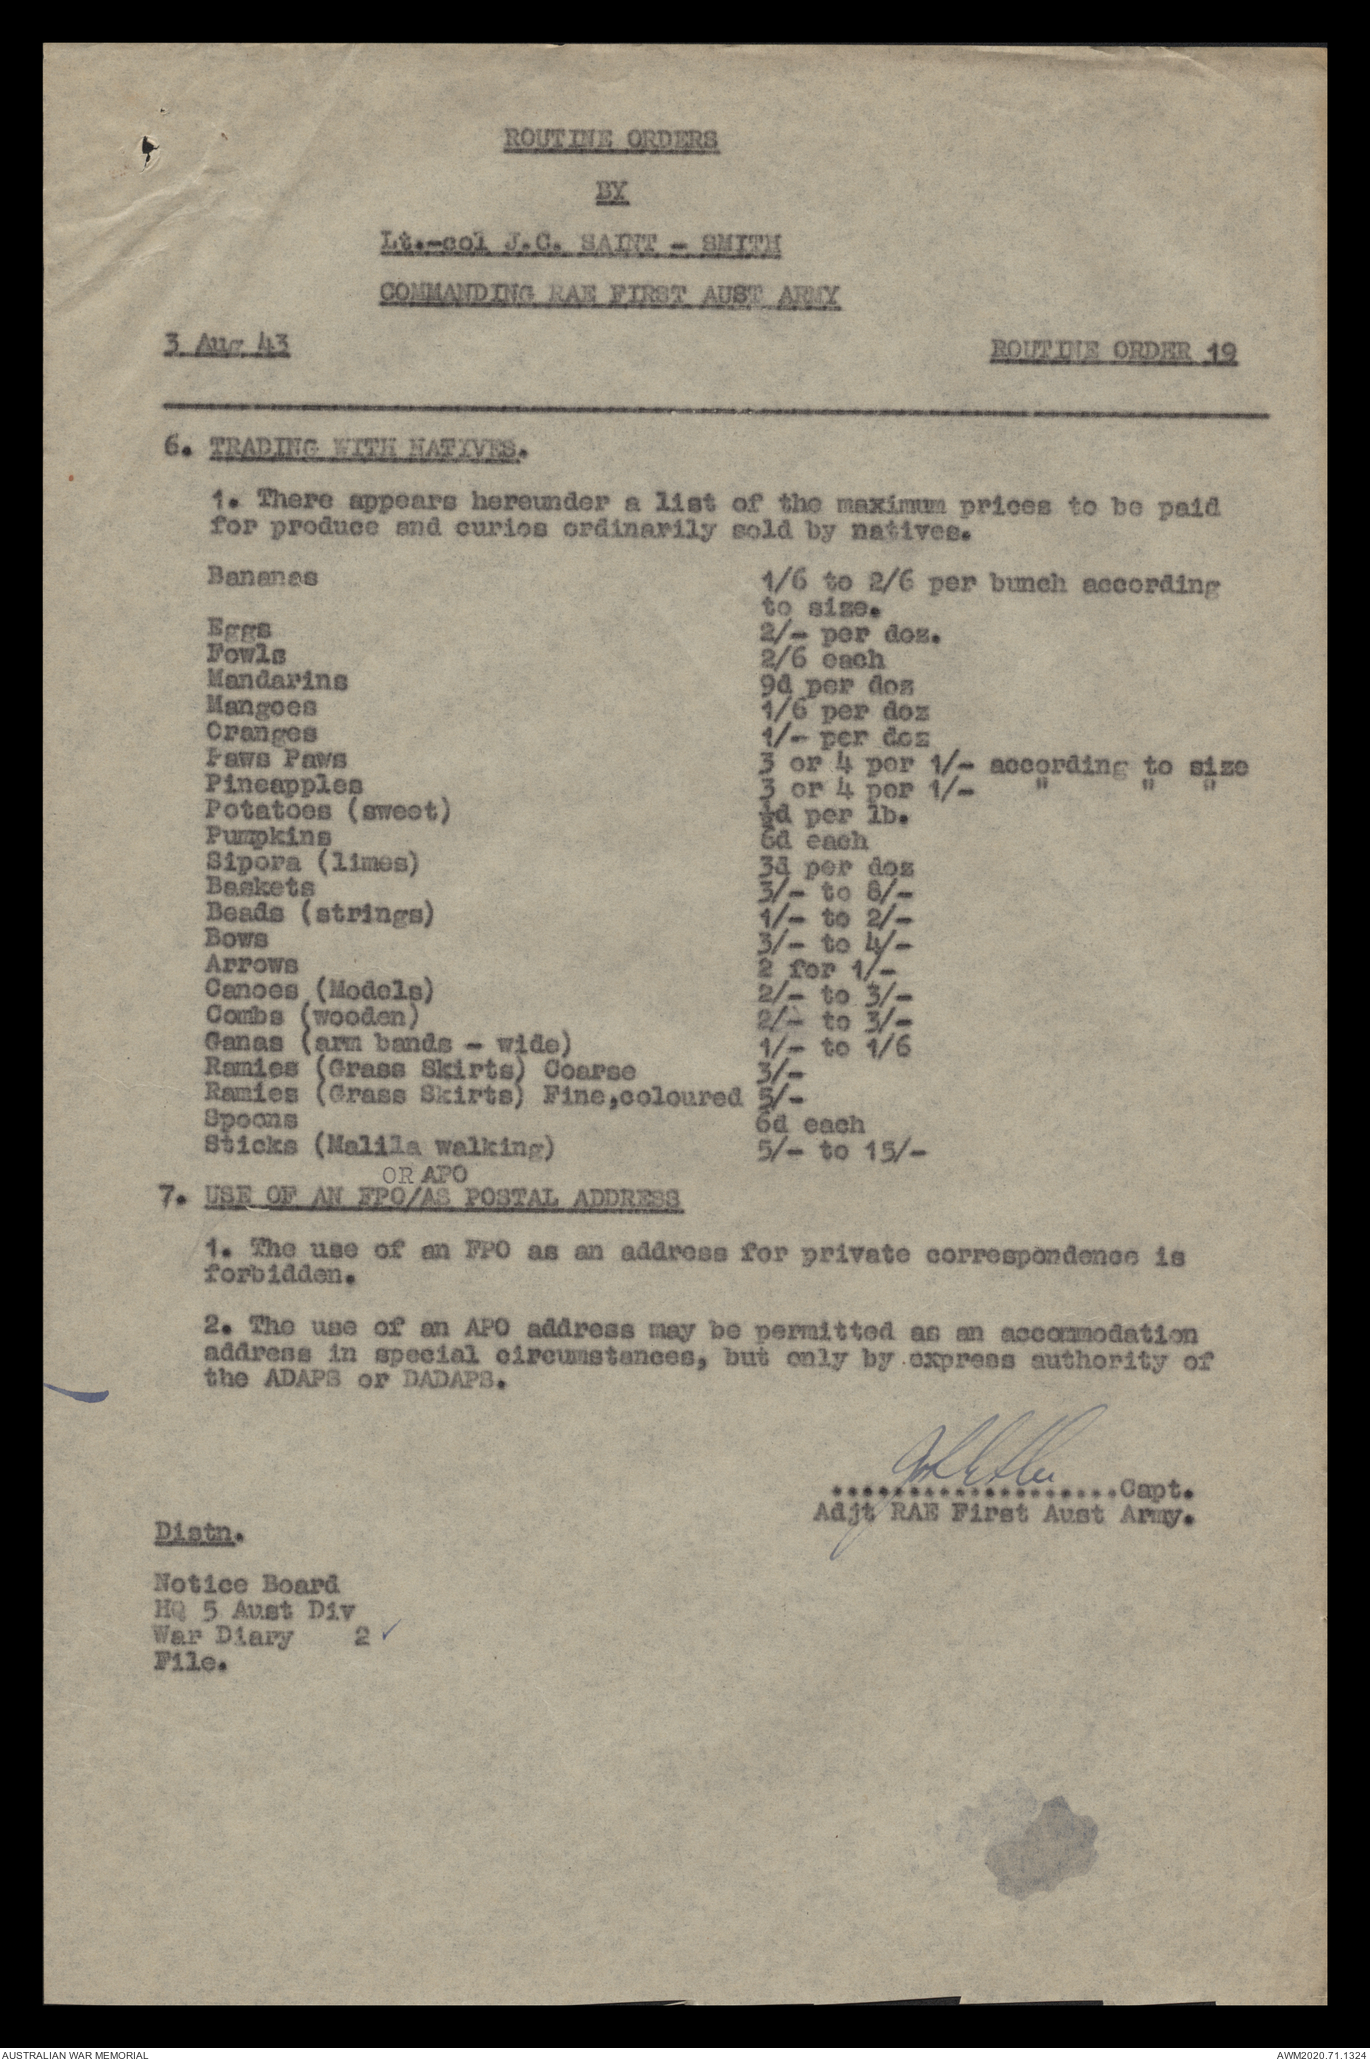 ROUTINE ORDERS
BY
Lt.-col J.C. SAINT - SMITH
COMMANDING RAE FIRST AUST ARMY
3 Aug 43 ROUTINE ORDER 19
6. TRADING WITH NATIVES.
1. There appears hereunder a list of the maximum prices to be paid
for produce and curios ordinarily sold by natives.
Bananas 1/6 to 2/6 per bunch according
to size.
Eggs 2/- per doz.
Fowls 2/6 each
Mandarins 9d per doz
Mangoes 1/6 per doz
Oranges 1/- per doz
Paws Paws 3 or 4 per 1/- according to size
Pineapples 3 or 4 per 1/- " " "
Potatoes (sweet) ½d per lb.
Pumpkins 6d each
Sipora (limes) 3d per doz
Baskets 3/- to 8/-
Beads (strings) 1/- to 2/-
Bows 3/- to 4/-
Arrows 2 for 1/-
Canoes (Models) 2/- to 3/-
Combs (wooden) 2/- to 3/-
Ganas (arm bands - wide) 1/- to 1/6
Ramies (Grass Skirts) Coarse 3/-
Ramies (Grass Skirts) Fine,coloured 5/-
Spoons 6d each
Sticks (Malila walking) 5/- to 15/-
OR APO
7. USE OF AN FPO/AS POSTAL ADDRESS
1. The use of an FPO as an address for private correspondence is
forbidden.
2. The use of an APO address may be permitted as an accommodation
address in special circumstances, but only by express authority of
the ADAPS or DADAPS.
...................Capt.
Adjt RAE First Aust Army.
Distn.
Notice Board
HQ 5 Aust Div
War Diary 2 ✓
File.
AUSTRALIAN WAR MEMORIAL AWM2020.71.1324